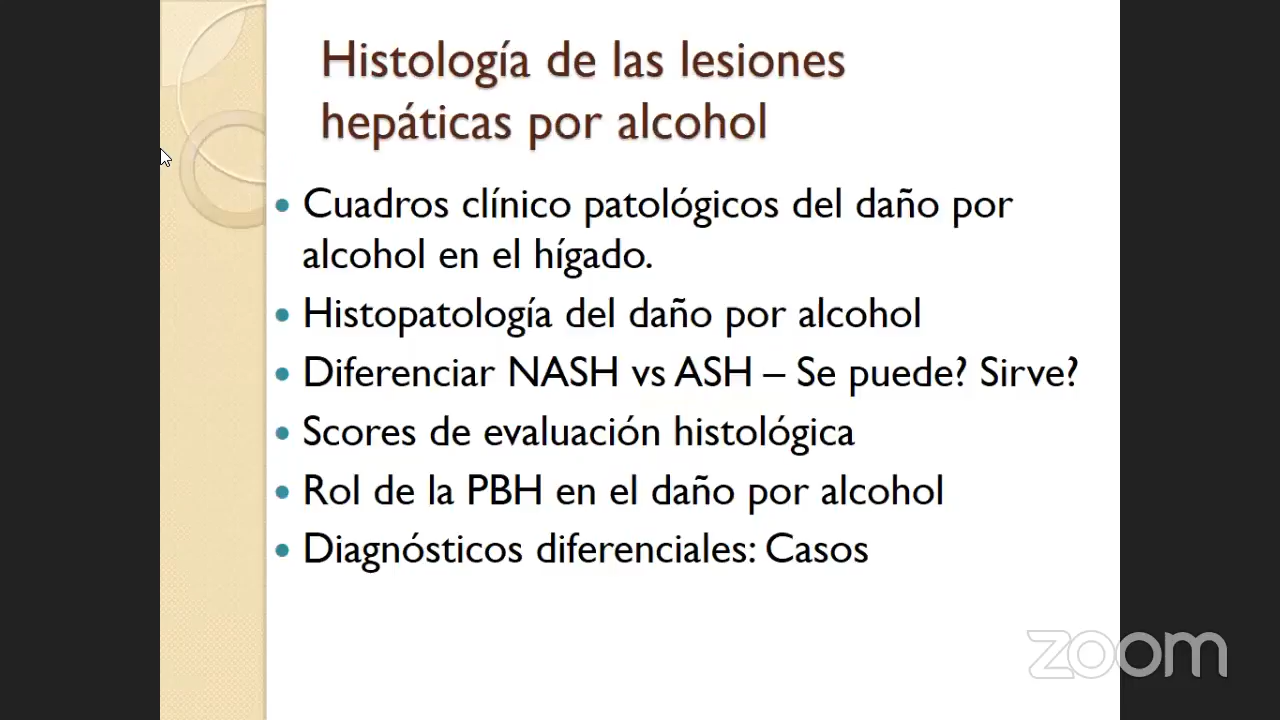 Histología de las lesiones
hepáticas por alcohol
• Cuadros clínico patológicos del daño por
alcohol en el hígado.
• Histopatología del daño por alcohol
• Diferenciar NASH vs ASH – Se puede? Sirve?
• Scores de evaluación histológica
• Rol de la PBH en el daño por alcohol
• Diagnósticos diferenciales: Casos
zoom